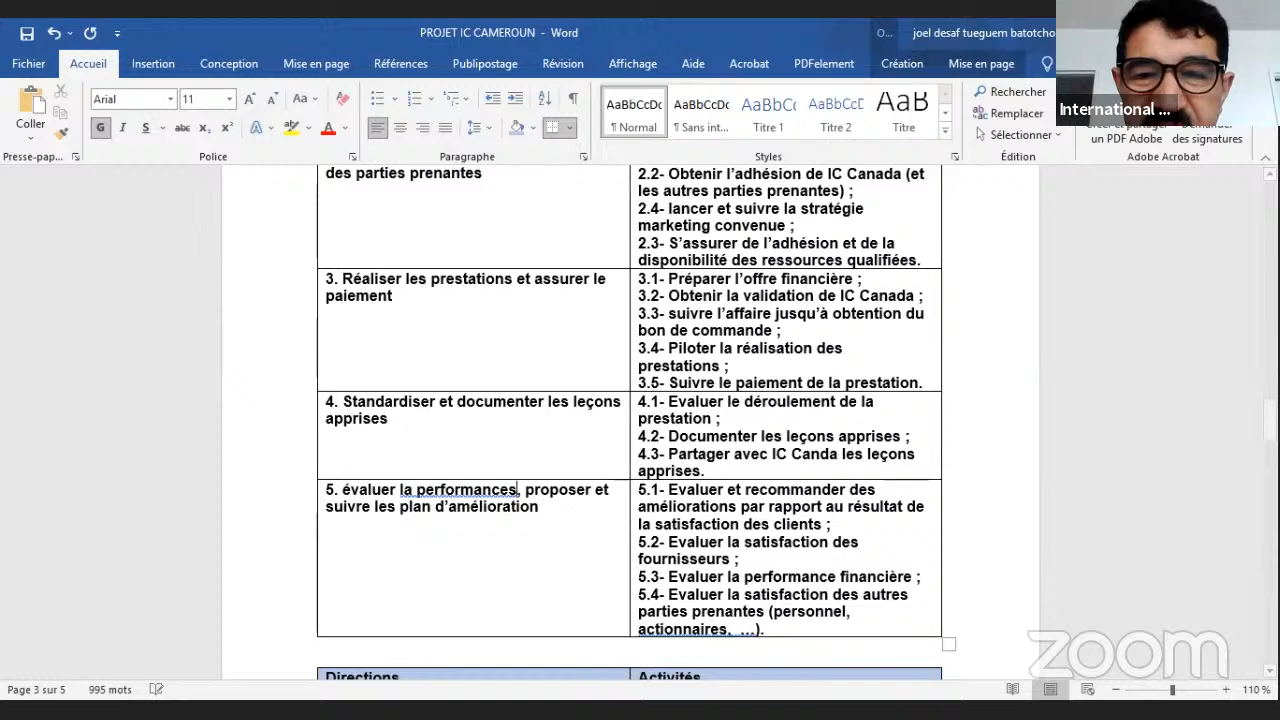 PROJET IC CAMEROUN - Word
O...
joel desaf tueguem batotcho
Fichier
Accueil
Insertion
Conception
Mise en page
Références
Publipostage
Révision
Affichage
Aide
Acrobat
PDFelement
Création
Mise en page
International ...
Coller
Arial
11
Aa
G I S abc x₂ x²
AaBbCcDc
¶ Normal
AaBbCcDc
¶ Sans int...
AaBbCc
Titre 1
AaBbCcC
Titre 2
AaB
Titre
Rechercher
Remplacer
Sélectionner
un PDF Adobe
des signatures
Presse-pap...
Police
Paragraphe
Styles
Édition
Adobe Acrobat
des parties prenantes
2.2- Obtenir l’adhésion de IC Canada (et
les autres parties prenantes) ;
2.4- lancer et suivre la stratégie
marketing convenue ;
2.3- S’assurer de l’adhésion et de la
disponibilité des ressources qualifiées.
3. Réaliser les prestations et assurer le
paiement
3.1- Préparer l’offre financière ;
3.2- Obtenir la validation de IC Canada ;
3.3- suivre l’affaire jusqu’à obtention du
bon de commande ;
3.4- Piloter la réalisation des
prestations ;
3.5- Suivre le paiement de la prestation.
4. Standardiser et documenter les leçons
apprises
4.1- Evaluer le déroulement de la
prestation ;
4.2- Documenter les leçons apprises ;
4.3- Partager avec IC Canda les leçons
apprises.
5. évaluer la performances, proposer et
suivre les plan d’amélioration
5.1- Evaluer et recommander des
améliorations par rapport au résultat de
la satisfaction des clients ;
5.2- Evaluer la satisfaction des
fournisseurs ;
5.3- Evaluer la performance financière ;
5.4- Evaluer la satisfaction des autres
parties prenantes (personnel,
actionnaires, …).
Directions
Activités
zoom
Page 3 sur 5
995 mots
110 %